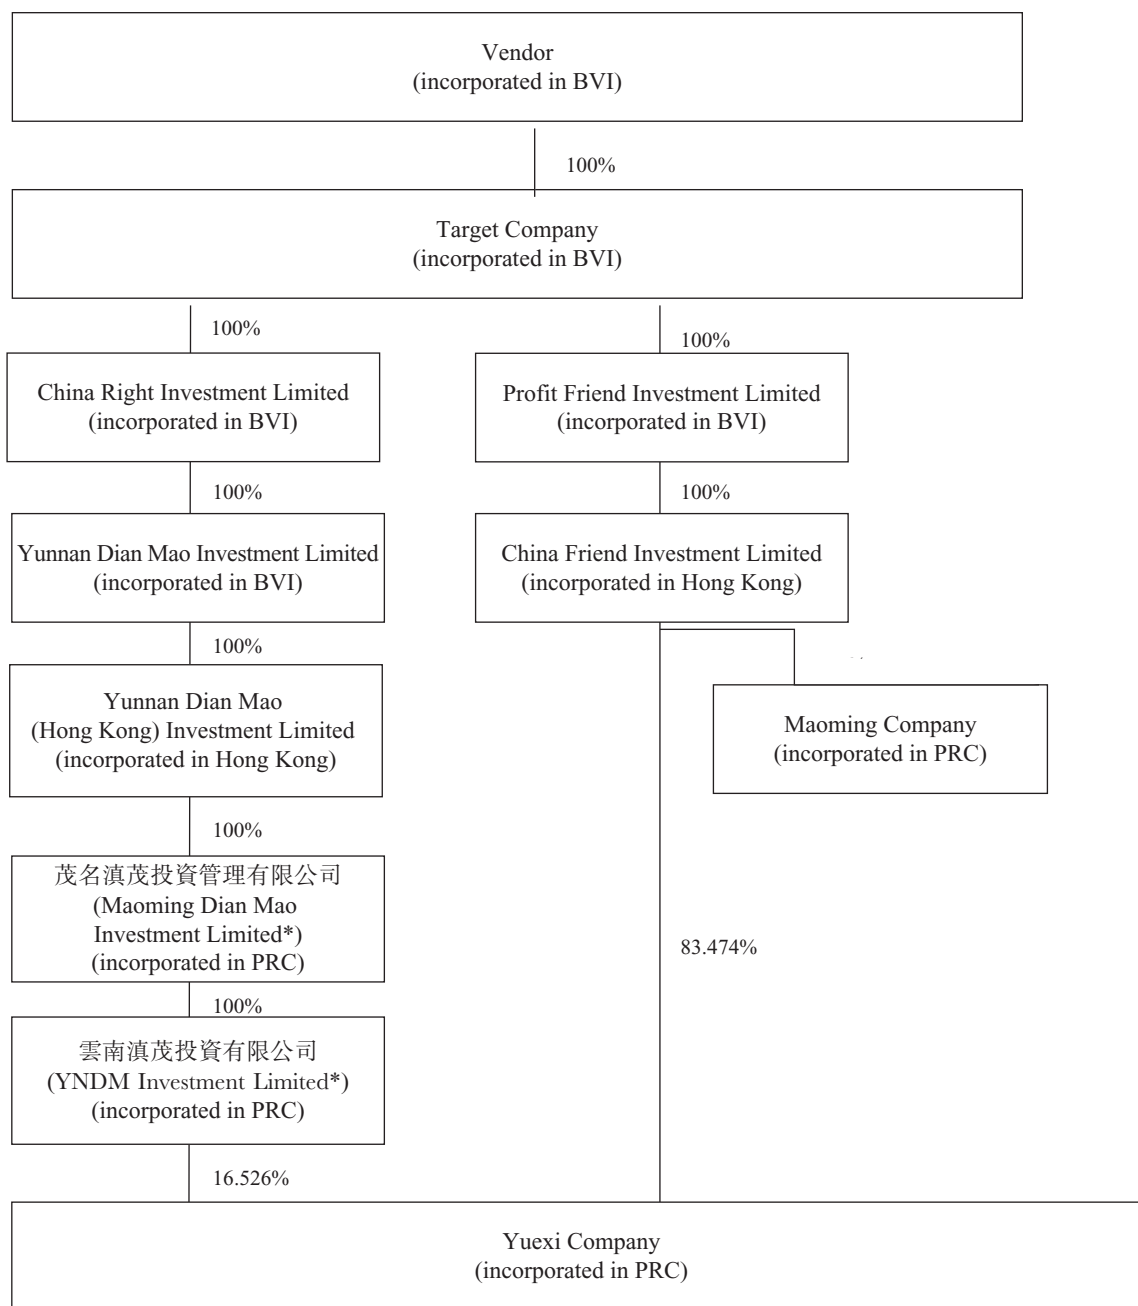 Vendor
(incorporated in BVI)
100%
Target Company
(incorporated in BVI)
100%
100%
China Right Investment Limited
(incorporated in BVI)
Profit Friend Investment Limited
(incorporated in BVI)
100%
100%
Yunnan Dian Mao Investment Limited
(incorporated in BVI)
China Friend Investment Limited
(incorporated in Hong Kong)
100%
Yunnan Dian Mao
(Hong Kong) Investment Limited
(incorporated in Hong Kong)
Maoming Company
(incorporated in PRC)
100%
茂名滇茂投資管理有限公司
(Maoming Dian Mao
Investment Limited*)
(incorporated in PRC)
83.474%
100%
雲南滇茂投資有限公司
(YNDM Investment Limited*)
(incorporated in PRC)
16.526%
Yuexi Company
(incorporated in PRC)